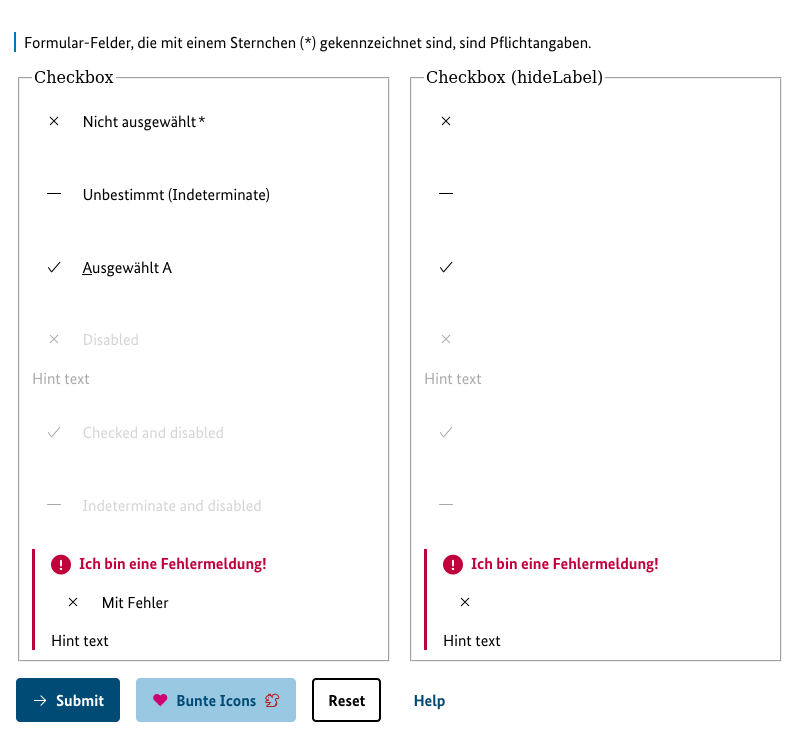 Formular-Felder, die mit einem Sternchen (*) gekennzeichnet sind, sind Pflichtangaben.
Checkbox
Nicht ausgewählt *
Unbestimmt (Indeterminate)
Ausgewählt A
Disabled
Hint text
Checked and disabled
Indeterminate and disabled
Ich bin eine Fehlermeldung!
Mit Fehler
Hint text
Checkbox (hideLabel)
Hint text
Ich bin eine Fehlermeldung!
Hint text
Submit
Bunte Icons
Reset
Help